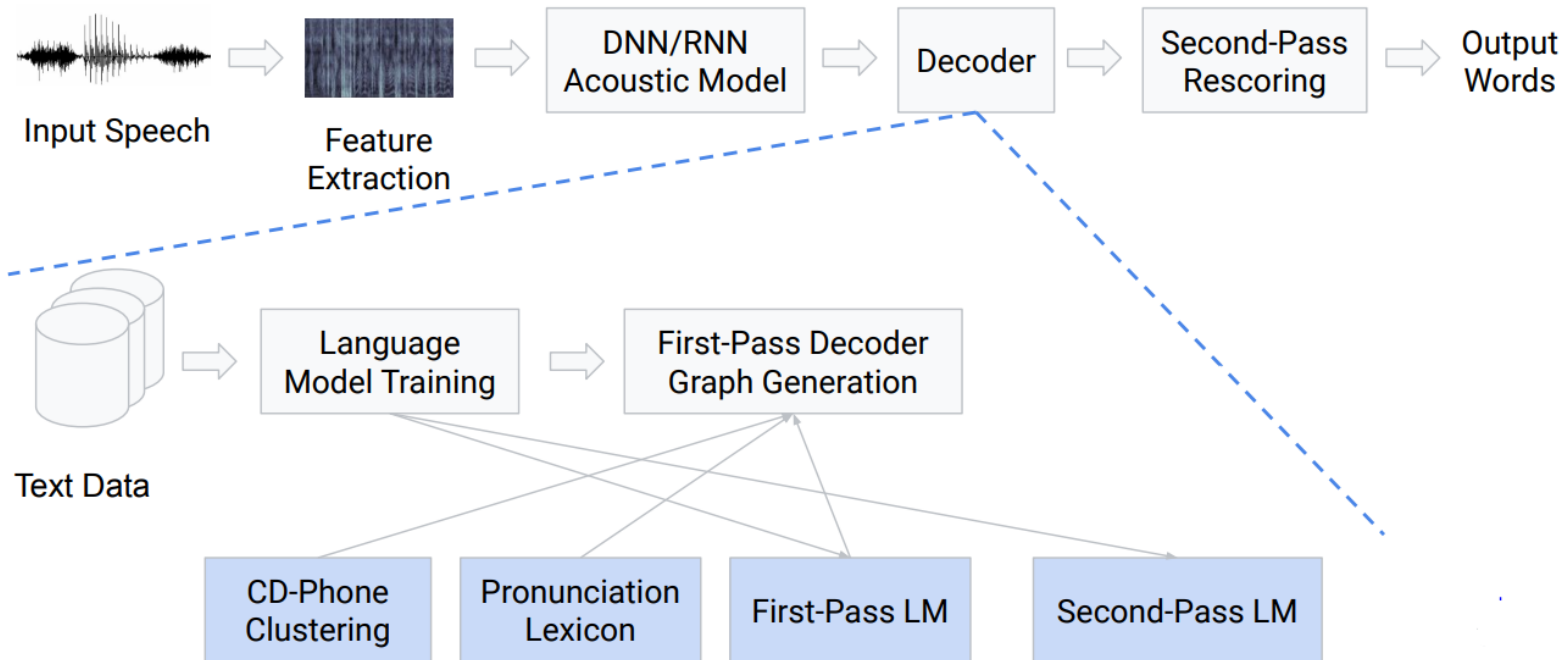 DNN/RNN
Acoustic Model
Decoder
Second-Pass
Rescoring
Output
Words
Input Speech
Feature
Extraction
Language
Model Training
First-Pass Decoder
Graph Generation
Text Data
CD-Phone
Clustering
Pronunciation
Lexicon
First-Pass LM
Second-Pass LM